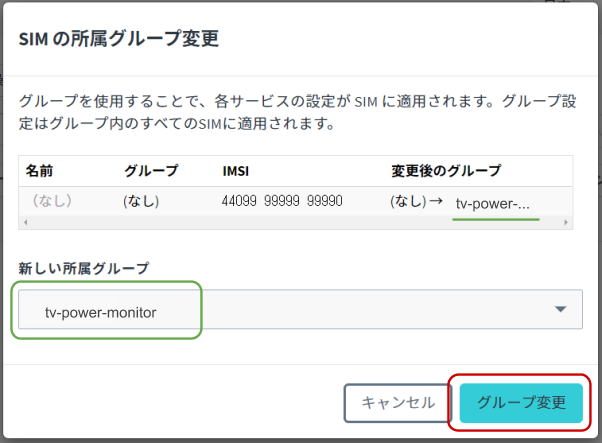 SIM の所属グループ変更
グループを使用することで、各サービスの設定が SIM に適用されます。グループ設
定はグループ内のすべてのSIMに適用されます。
名前 グループ IMSI 変更後のグループ
（なし） (なし) 44099 99999 99990 (なし) → tv-power-...
新しい所属グループ
tv-power-monitor
キャンセル グループ変更